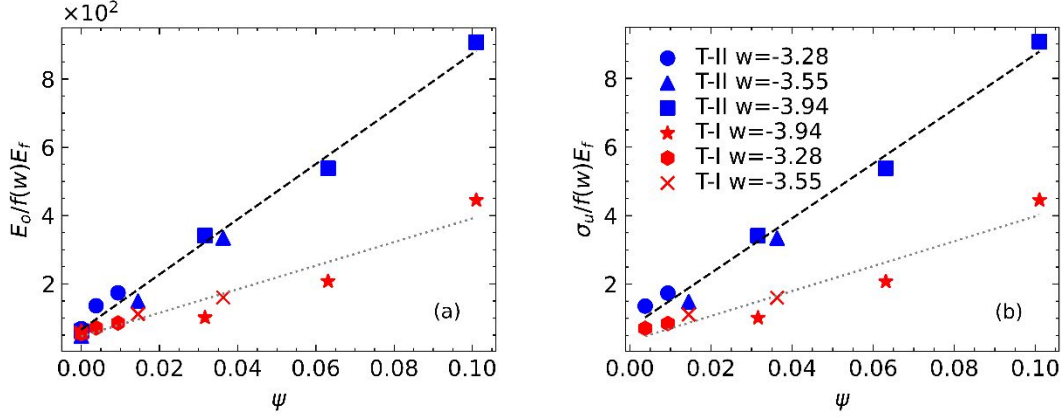 ×10²
8
6
4
2
E_o/f(w)E_f
0.00 0.02 0.04 0.06 0.08 0.10
ψ
(a)
8
6
4
2
σ_u/f(w)E_f
T-II w=-3.28
T-II w=-3.55
T-II w=-3.94
T-I w=-3.94
T-I w=-3.28
T-I w=-3.55
0.00 0.02 0.04 0.06 0.08 0.10
ψ
(b)